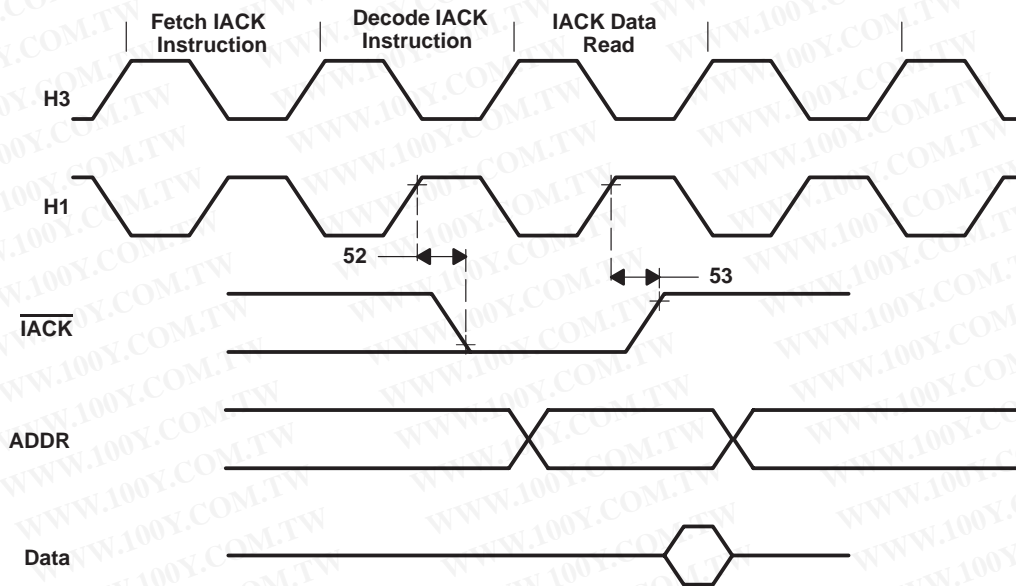 Fetch IACK
Instruction
Decode IACK
Instruction
IACK Data
Read
H3
H1
52
53
IACK
ADDR
Data
WWW.100Y.COM.TW